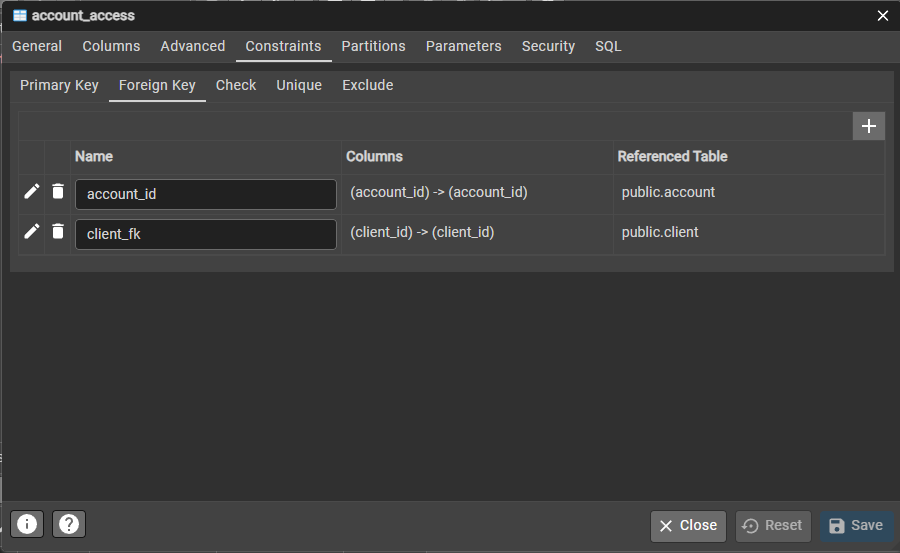 account_access
General Columns Advanced Constraints Partitions Parameters Security SQL
Primary Key Foreign Key Check Unique Exclude
Name Columns Referenced Table
account_id (account_id) -> (account_id) public.account
client_fk (client_id) -> (client_id) public.client
Close Reset Save